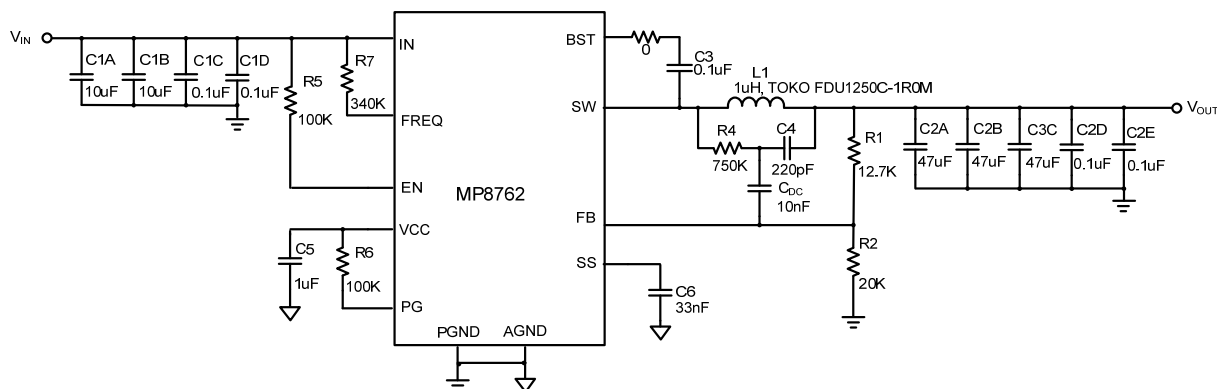 VIN
C1A
10uF
C1B
10uF
C1C
0.1uF
C1D
0.1uF
R5
100K
R7
340K
IN
FREQ
EN
VCC
PG
C5
1uF
R6
100K
MP8762
PGND
AGND
BST
SW
FB
SS
0
C3
0.1uF
L1
1uH, TOKO FDU1250C-1R0M
R4
750K
C4
220pF
CDC
10nF
R1
12.7K
R2
20K
C6
33nF
C2A
47uF
C2B
47uF
C3C
47uF
C2D
0.1uF
C2E
0.1uF
VOUT